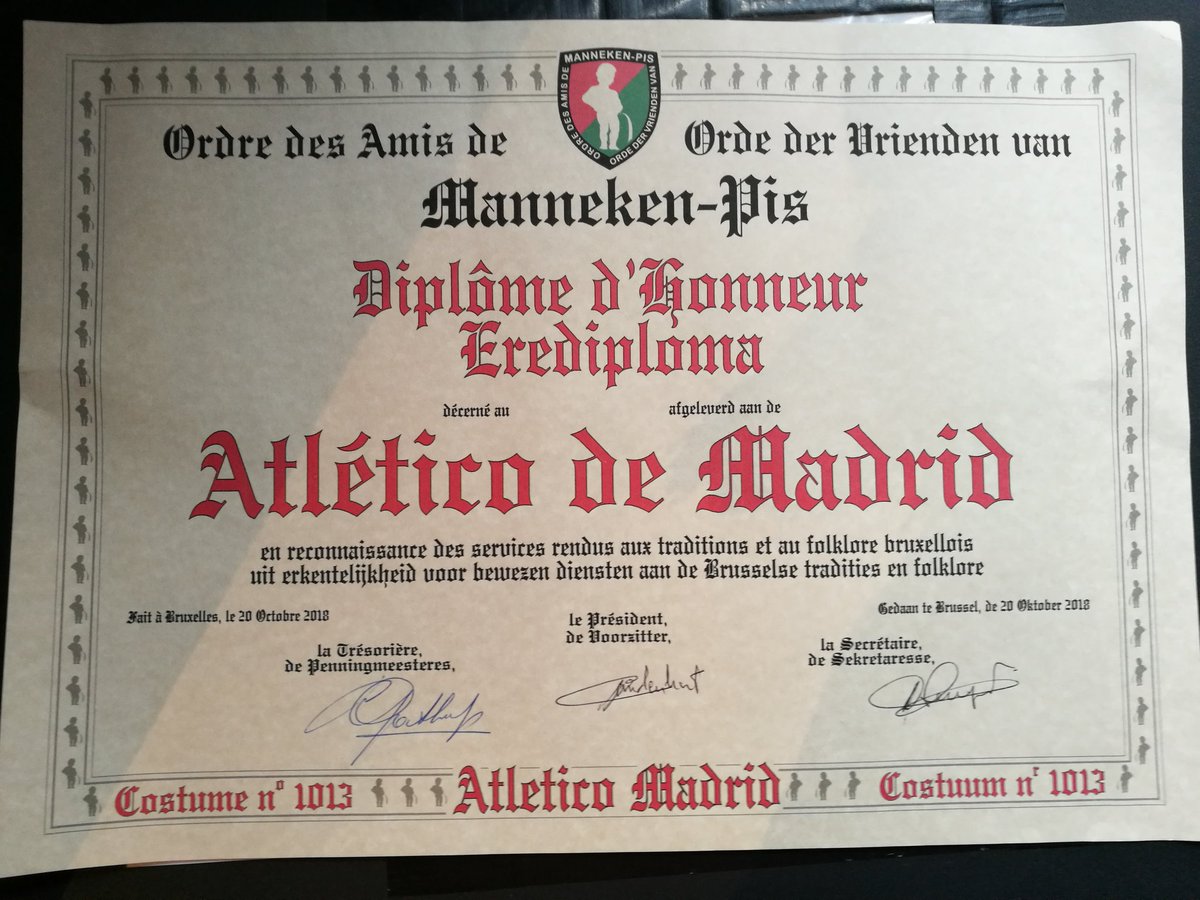 MANNEKEN-PIS
ORDRE DES AMIS DE
ORDE DER VRIENDEN VAN
Ordre des Amis de
Orde der Vrienden van
Manneken-Pis
Diplôme d'Honneur
Erediploma
décerné au
afgeleverd aan de
Atlético de Madrid
en reconnaissance des services rendus aux traditions et au folklore bruxellois
uit erkentelijkheid voor bewezen diensten aan de Brusselse tradities en folklore
Fait à Bruxelles, le 20 Octobre 2018
Gedaan te Brussel, de 20 Oktober 2018
le Président,
de Voorzitter,
la Trésorière,
de Penningmeesteres,
la Secrétaire,
de Sekretaresse,
Costume nº 1013
Atletico Madrid
Costuum nʳ 1013